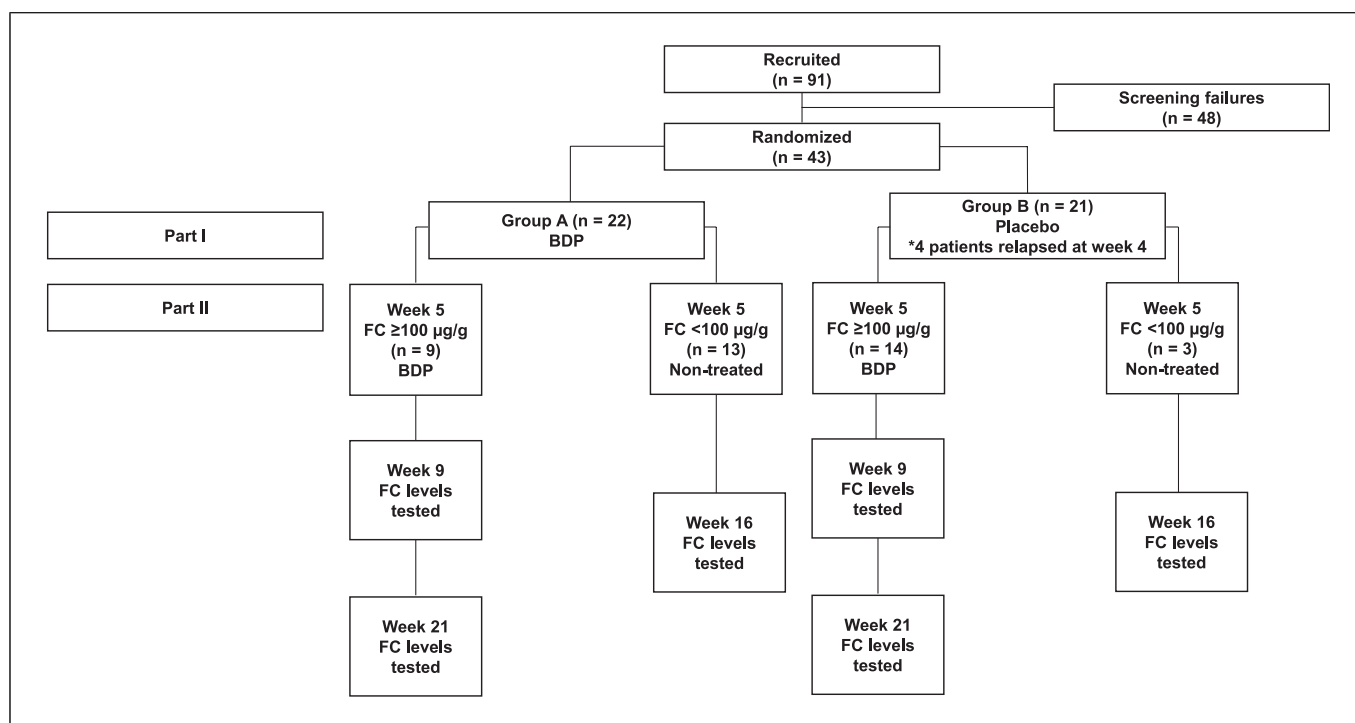 Recruited
(n = 91)
Screening failures
(n = 48)
Randomized
(n = 43)
Part I
Group A (n = 22)
BDP
Group B (n = 21)
Placebo
*4 patients relapsed at week 4
Part II
Week 5
FC ≥100 µg/g
(n = 9)
BDP
Week 5
FC <100 µg/g
(n = 13)
Non-treated
Week 5
FC ≥100 µg/g
(n = 14)
BDP
Week 5
FC <100 µg/g
(n = 3)
Non-treated
Week 9
FC levels
tested
Week 9
FC levels
tested
Week 16
FC levels
tested
Week 16
FC levels
tested
Week 21
FC levels
tested
Week 21
FC levels
tested